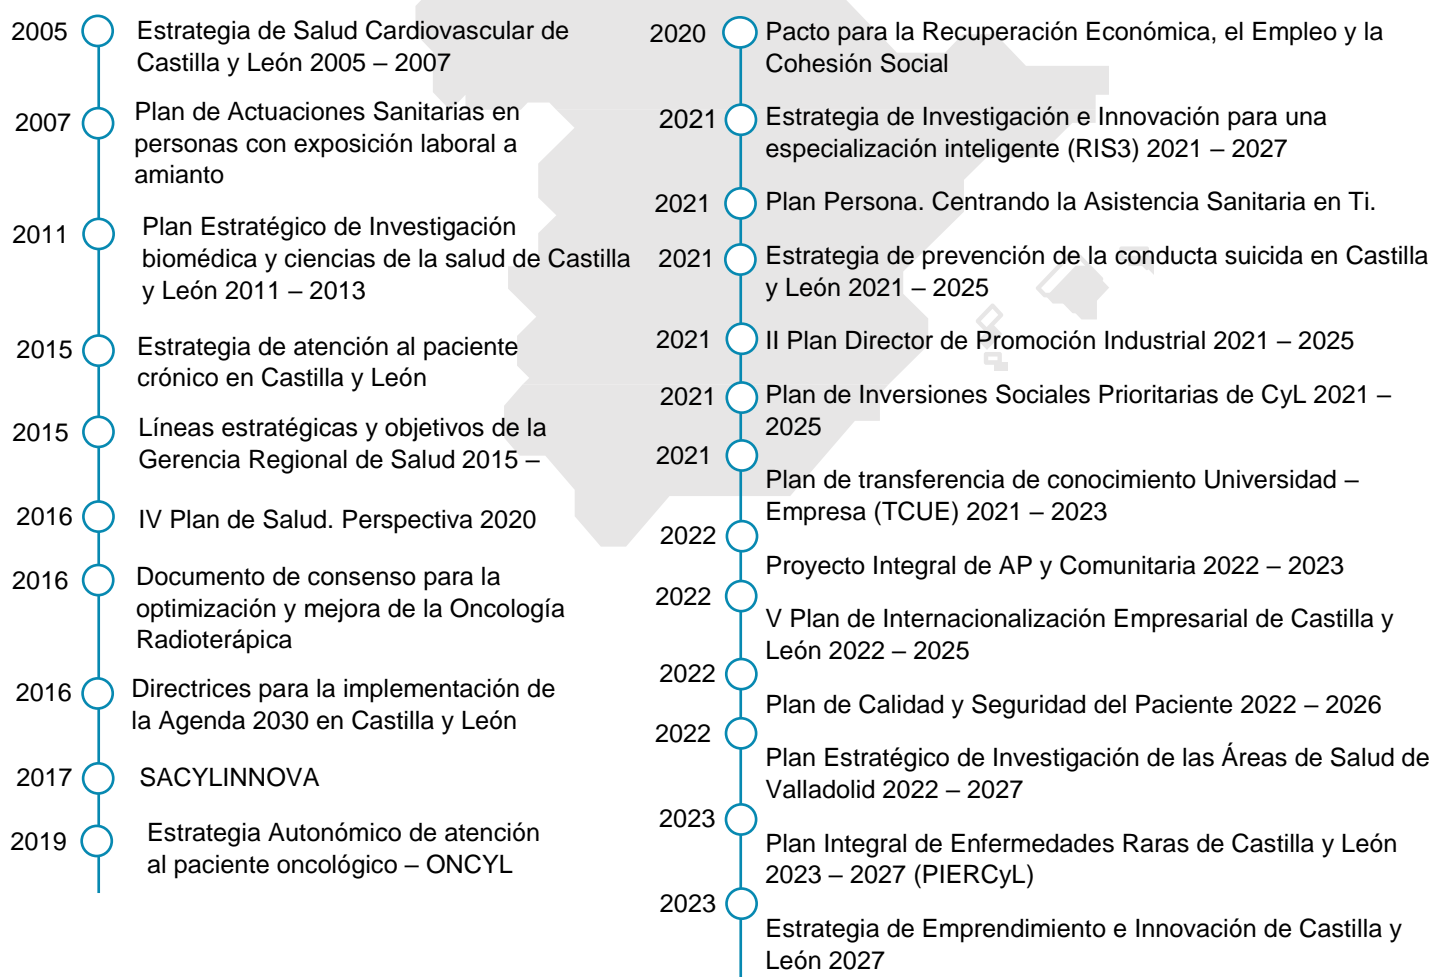 2005
Estrategia de Salud Cardiovascular de
Castilla y León 2005 – 2007
2007
Plan de Actuaciones Sanitarias en
personas con exposición laboral a
amianto
2011
Plan Estratégico de Investigación
biomédica y ciencias de la salud de Castilla
y León 2011 – 2013
2015
Estrategia de atención al paciente
crónico en Castilla y León
2015
Líneas estratégicas y objetivos de la
Gerencia Regional de Salud 2015 –
2016
IV Plan de Salud. Perspectiva 2020
2016
Documento de consenso para la
optimización y mejora de la Oncología
Radioterápica
2016
Directrices para la implementación de
la Agenda 2030 en Castilla y León
2017
SACYLINNOVA
2019
Estrategia Autonómico de atención
al paciente oncológico – ONCYL
2020
Pacto para la Recuperación Económica, el Empleo y la
Cohesión Social
2021
Estrategia de Investigación e Innovación para una
especialización inteligente (RIS3) 2021 – 2027
2021
Plan Persona. Centrando la Asistencia Sanitaria en Ti.
2021
Estrategia de prevención de la conducta suicida en Castilla
y León 2021 – 2025
2021
II Plan Director de Promoción Industrial 2021 – 2025
2021
Plan de Inversiones Sociales Prioritarias de CyL 2021 –
2025
2021
Plan de transferencia de conocimiento Universidad –
Empresa (TCUE) 2021 – 2023
2022
Proyecto Integral de AP y Comunitaria 2022 – 2023
2022
V Plan de Internacionalización Empresarial de Castilla y
León 2022 – 2025
2022
Plan de Calidad y Seguridad del Paciente 2022 – 2026
2022
Plan Estratégico de Investigación de las Áreas de Salud de
Valladolid 2022 – 2027
2023
Plan Integral de Enfermedades Raras de Castilla y León
2023 – 2027 (PIERCyL)
2023
Estrategia de Emprendimiento e Innovación de Castilla y
León 2027